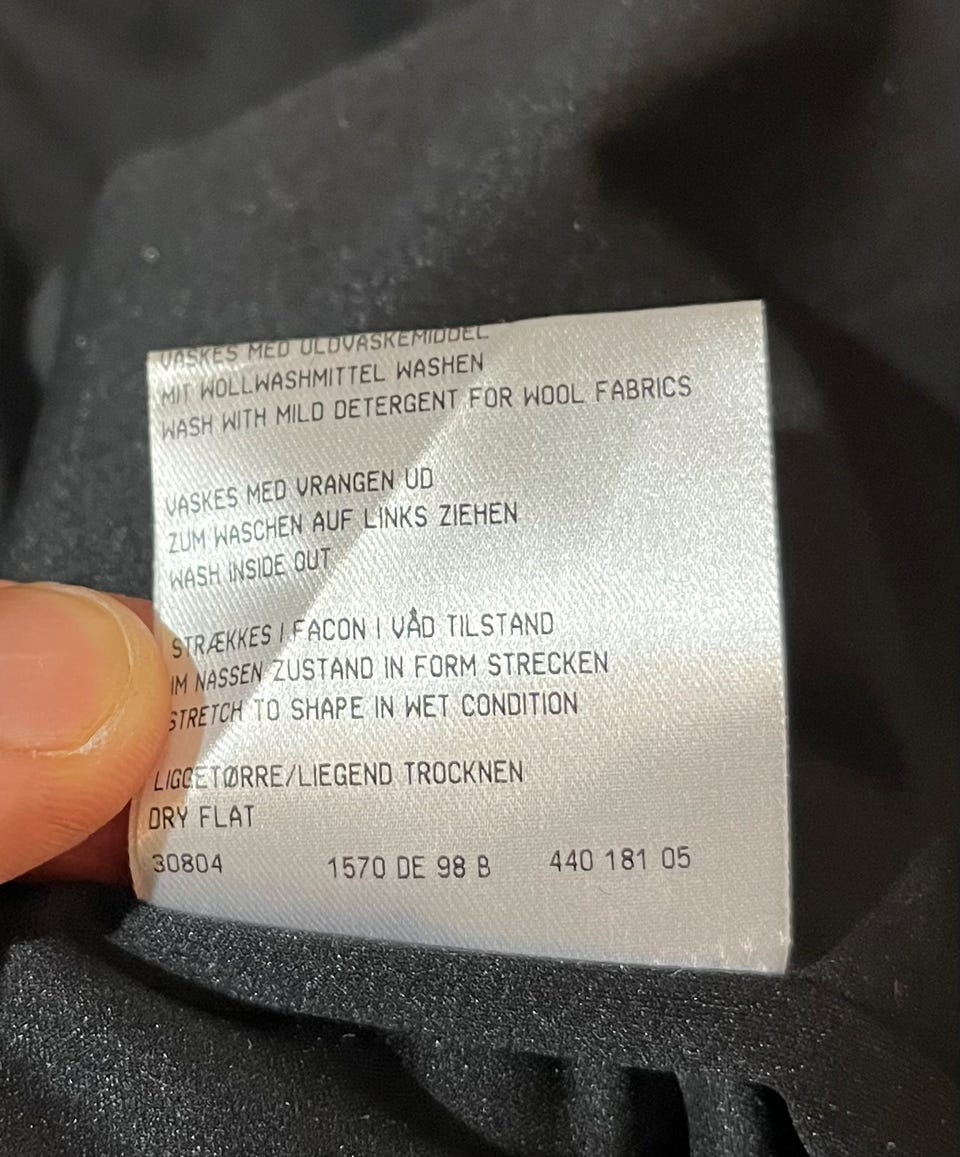 VASKES MED ULDVASKEMIDDEL
MIT WOLLWASHMITTEL WASHEN
WASH WITH MILD DETERGENT FOR WOOL FABRICS
VASKES MED VRANGEN UD
ZUM WASCHEN AUF LINKS ZIEHEN
WASH INSIDE OUT
STRÆKKES I FACON I VÅD TILSTAND
IM NASSEN ZUSTAND IN FORM STRECKEN
STRETCH TO SHAPE IN WET CONDITION
LIGGETØRRE/LIEGEND TROCKNEN
DRY FLAT
30804 1570 DE 98 B 440 181 05